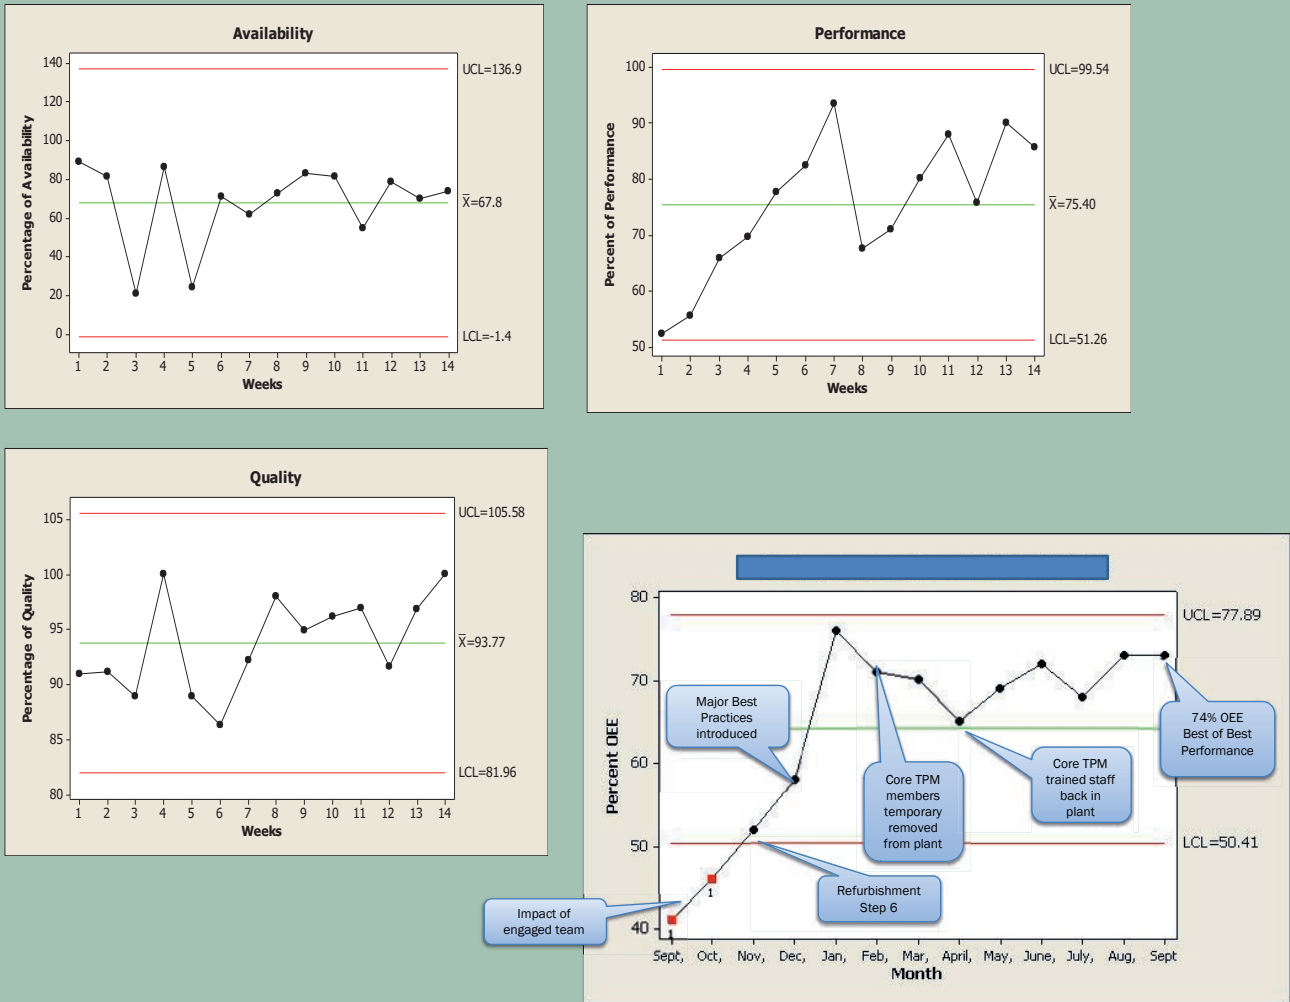 Availability
140
120
100
80
60
40
20
0
Percentage of Availability
UCL=136.9
X̅=67.8
LCL=-1.4
1 2 3 4 5 6 7 8 9 10 11 12 13 14
Weeks
Performance
100
90
80
70
60
50
Percent of Performance
UCL=99.54
X̅=75.40
LCL=51.26
1 2 3 4 5 6 7 8 9 10 11 12 13 14
Weeks
Quality
105
100
95
90
85
80
Percentage of Quality
UCL=105.58
X̅=93.77
LCL=81.96
1 2 3 4 5 6 7 8 9 10 11 12 13 14
Weeks
80
70
60
50
40
Percent OEE
UCL=77.89
LCL=50.41
Major Best
Practices
introduced
74% OEE
Best of Best
Performance
Core TPM
members
temporary
removed
from plant
Core TPM
trained staff
back in
plant
Refurbishment
Step 6
Impact of
engaged team
1
1
Sept, Oct, Nov, Dec, Jan, Feb, Mar, April, May, June, July, Aug, Sept
Month